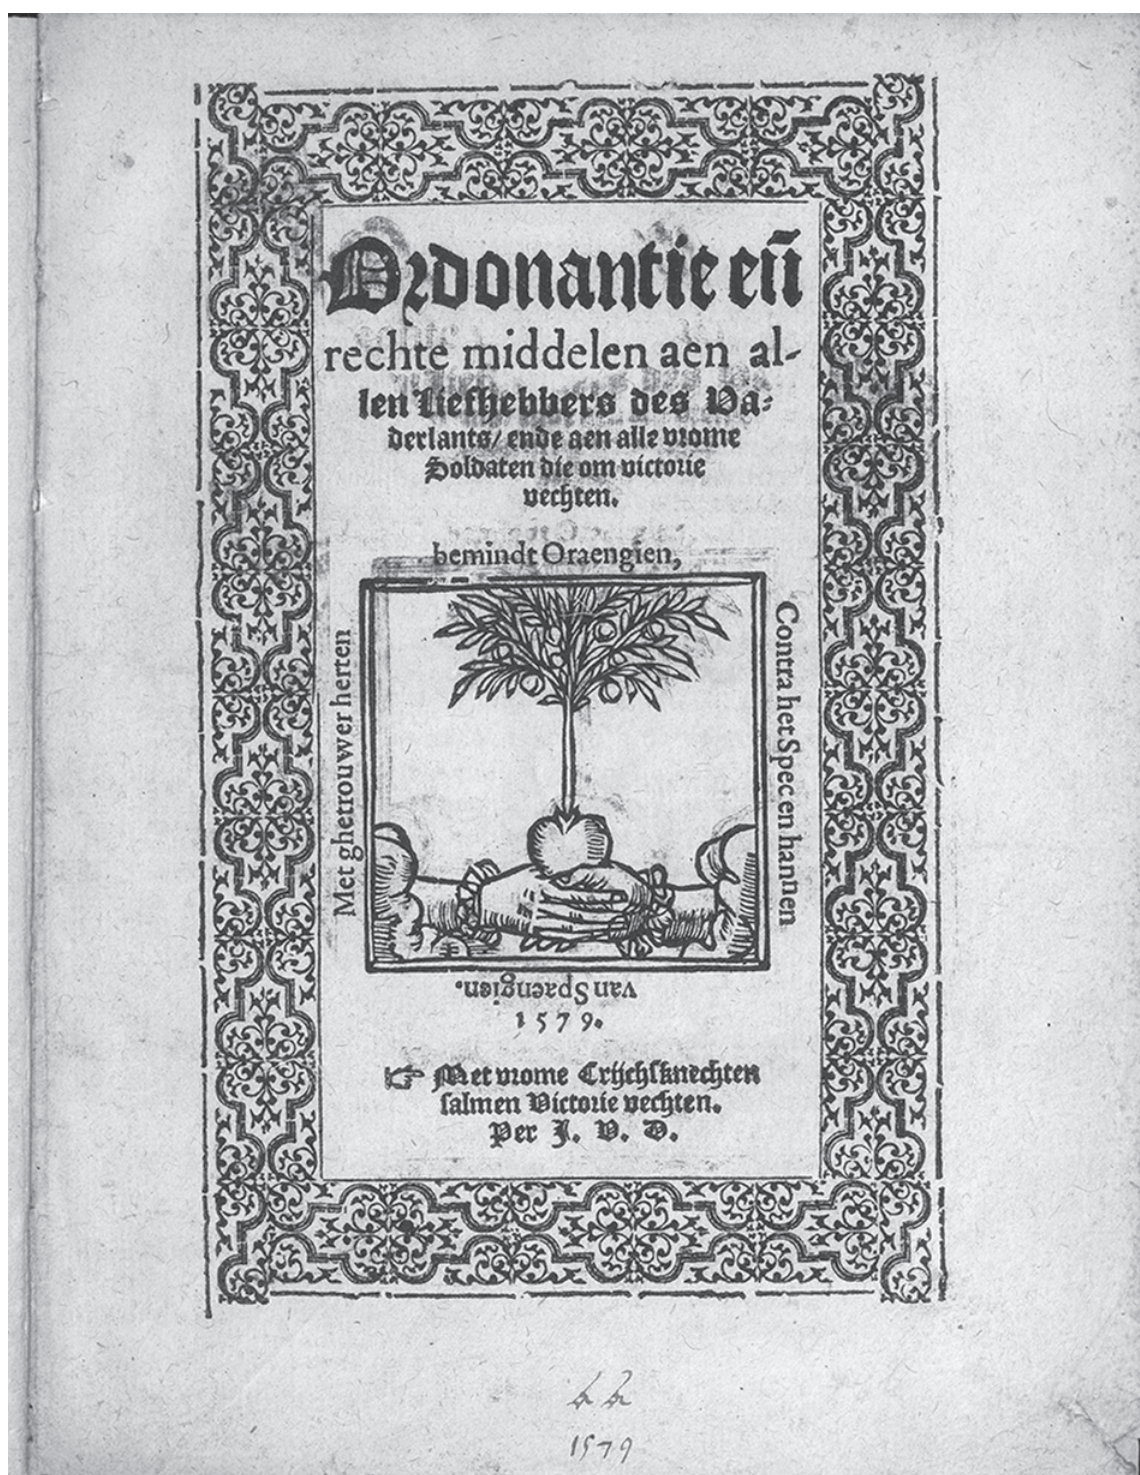 Ordonantie eñ
rechte middelen aen al-
len Liefhebbers des Va-
derlants/ ende aen alle vrome
Soldaten die om victorie
vechten.
bemindt Oraengien,
Met ghetrouwer herten
Contra het Spec en hannen
van Spaengien.
1579.
☞ Met vrome Crijchsknechten
salmen Victorie vechten.
Per J. V. D.
1579